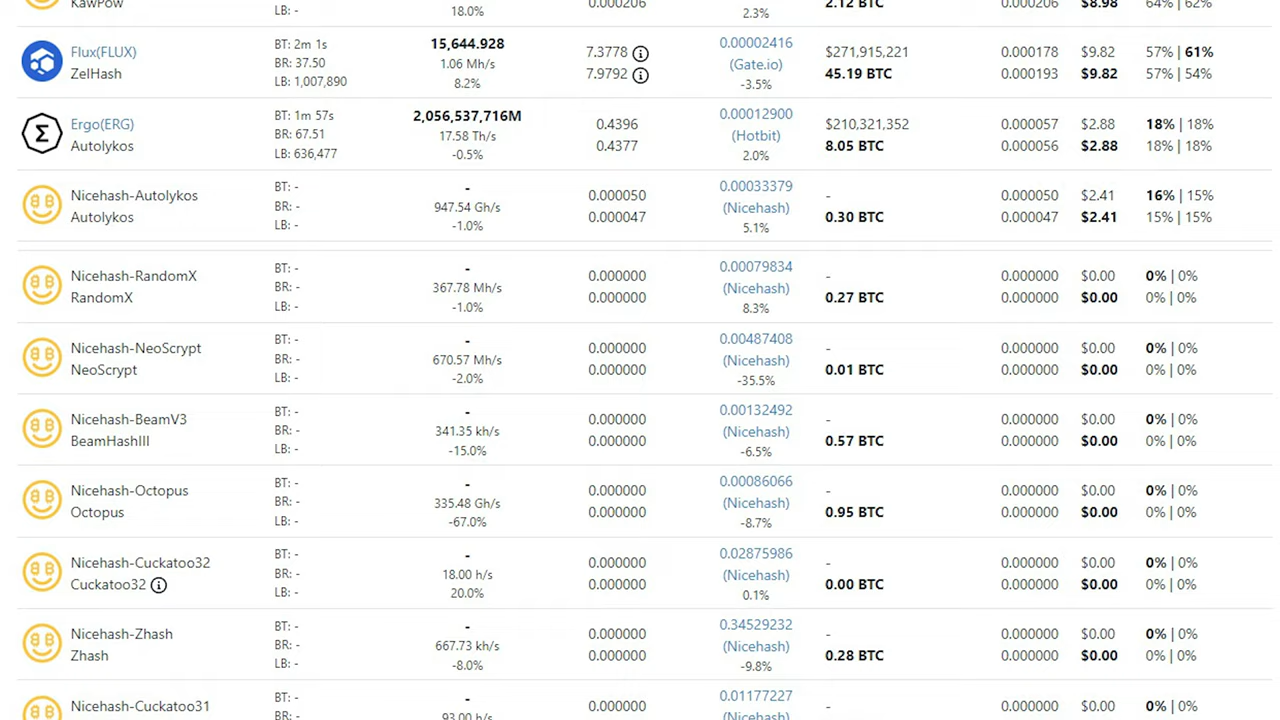 KawPow
LB: -
18.0%
0.000206
2.3%
2.12 BTC
0.000206
$8.98
64% | 62%
Flux(FLUX)
ZelHash
BT: 2m 1s
BR: 37.50
LB: 1,007,890
15,644.928
1.06 Mh/s
8.2%
7.3778
7.9792
0.00002416
(Gate.io)
-3.5%
$271,915,221
45.19 BTC
0.000178
0.000193
$9.82
$9.82
57% | 61%
57% | 54%
Ergo(ERG)
Autolykos
BT: 1m 57s
BR: 67.51
LB: 636,477
2,056,537,716M
17.58 Th/s
-0.5%
0.4396
0.4377
0.00012900
(Hotbit)
2.0%
$210,321,352
8.05 BTC
0.000057
0.000056
$2.88
$2.88
18% | 18%
18% | 18%
Nicehash-Autolykos
Autolykos
BT: -
BR: -
LB: -
-
947.54 Gh/s
-1.0%
0.000050
0.000047
0.00033379
(Nicehash)
5.1%
-
0.30 BTC
0.000050
0.000047
$2.41
$2.41
16% | 15%
15% | 15%
Nicehash-RandomX
RandomX
BT: -
BR: -
LB: -
-
367.78 Mh/s
-1.0%
0.000000
0.000000
0.00079834
(Nicehash)
8.3%
-
0.27 BTC
0.000000
0.000000
$0.00
$0.00
0% | 0%
0% | 0%
Nicehash-NeoScrypt
NeoScrypt
BT: -
BR: -
LB: -
-
670.57 Mh/s
-2.0%
0.000000
0.000000
0.00487408
(Nicehash)
-35.5%
-
0.01 BTC
0.000000
0.000000
$0.00
$0.00
0% | 0%
0% | 0%
Nicehash-BeamV3
BeamHashIII
BT: -
BR: -
LB: -
-
341.35 kh/s
-15.0%
0.000000
0.000000
0.00132492
(Nicehash)
-6.5%
-
0.57 BTC
0.000000
0.000000
$0.00
$0.00
0% | 0%
0% | 0%
Nicehash-Octopus
Octopus
BT: -
BR: -
LB: -
-
335.48 Gh/s
-67.0%
0.000000
0.000000
0.00086066
(Nicehash)
-8.7%
-
0.95 BTC
0.000000
0.000000
$0.00
$0.00
0% | 0%
0% | 0%
Nicehash-Cuckatoo32
Cuckatoo32
BT: -
BR: -
LB: -
-
18.00 h/s
20.0%
0.000000
0.000000
0.02875986
(Nicehash)
0.1%
-
0.00 BTC
0.000000
0.000000
$0.00
$0.00
0% | 0%
0% | 0%
Nicehash-Zhash
Zhash
BT: -
BR: -
LB: -
-
667.73 kh/s
-8.0%
0.000000
0.000000
0.34529232
(Nicehash)
-9.8%
-
0.28 BTC
0.000000
0.000000
$0.00
$0.00
0% | 0%
0% | 0%
Nicehash-Cuckatoo31
BT: -
BR: -
-
93.00 h/s
0.000000
0.01177227
(Nicehash)
-
0.000000
$0.00
0% | 0%